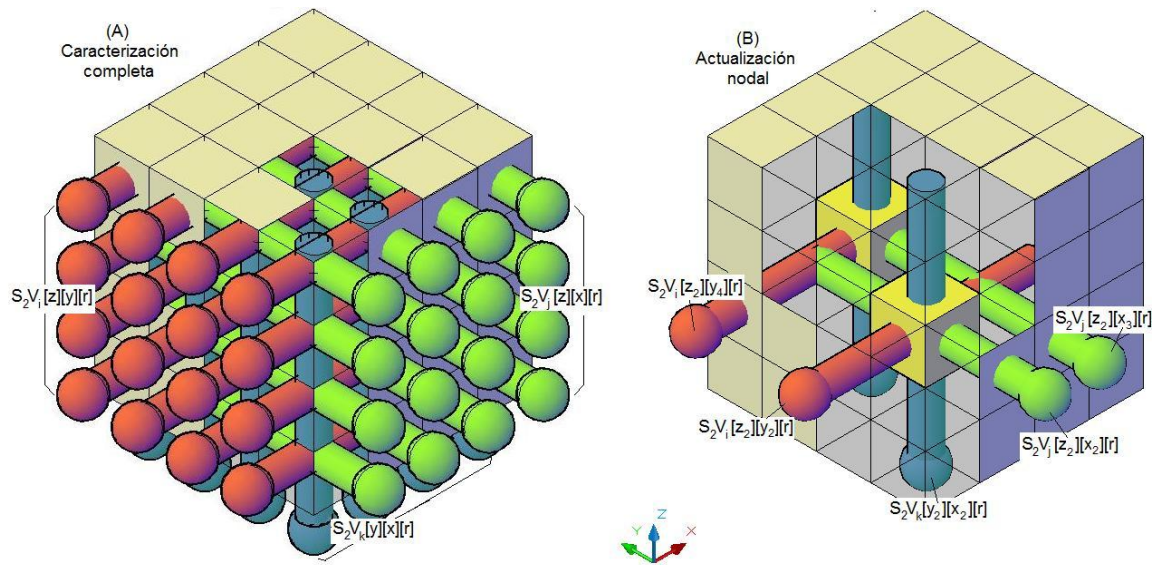 (A)
Caracterización
completa
S₂Vᵢ[z][y][r]
S₂Vⱼ[z][x][r]
S₂Vₖ[y][x][r]
(B)
Actualización
nodal
S₂Vᵢ[z₂][y₄][r]
S₂Vⱼ[z₂][x₃][r]
S₂Vᵢ[z₂][y₂][r]
S₂Vⱼ[z₂][x₂][r]
S₂Vₖ[y₂][x₂][r]
Y
Z
X